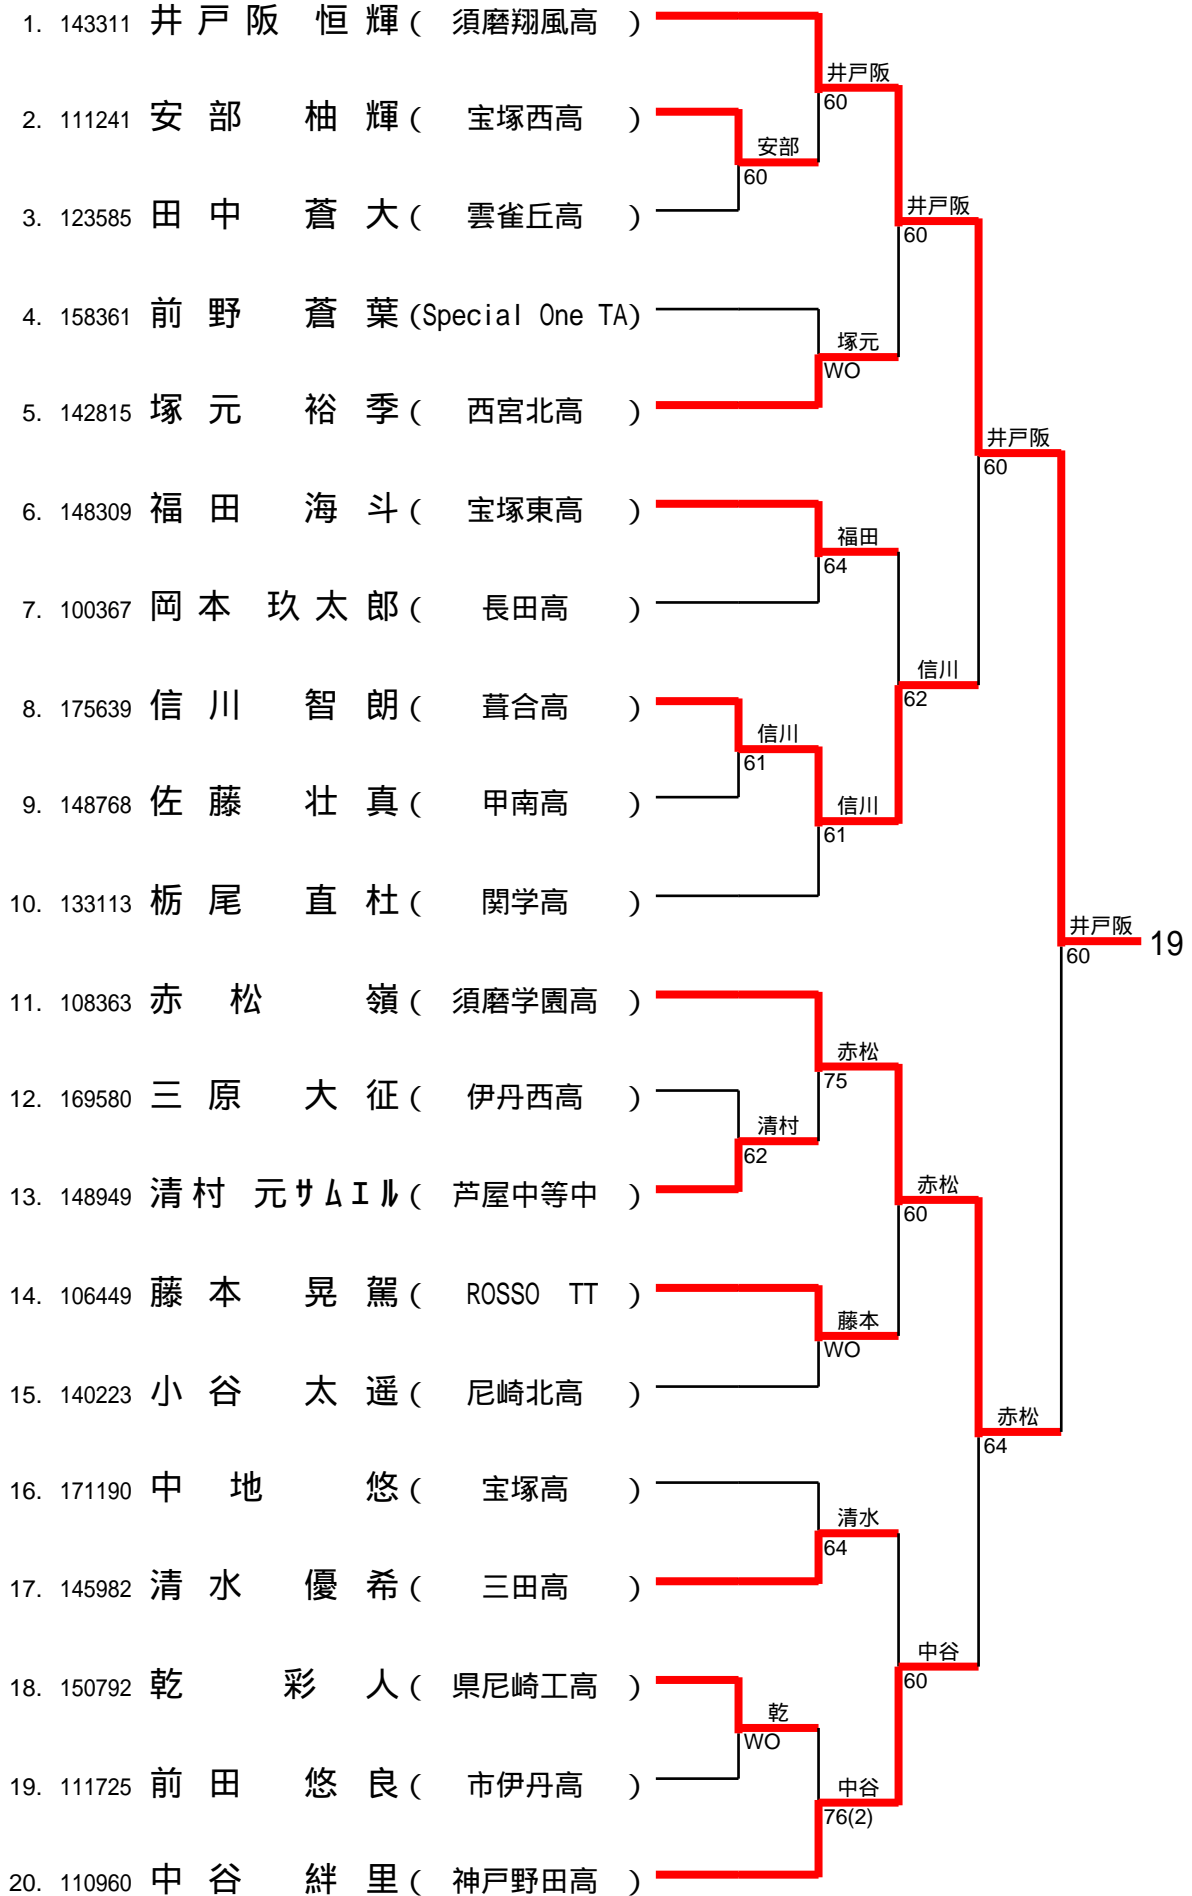 1. 143311 井戸阪 恒輝 ( 須磨翔風高 )
井戸阪
60
2. 111241 安部 柚輝 ( 宝塚西高 )
安部
60
3. 123585 田中 蒼大 ( 雲雀丘高 )
井戸阪
60
4. 158361 前野 蒼葉 (Special One TA)
塚元
WO
5. 142815 塚元 裕季 ( 西宮北高 )
井戸阪
60
6. 148309 福田 海斗 ( 宝塚東高 )
福田
64
7. 100367 岡本 玖太郎 ( 長田高 )
信川
62
8. 175639 信川 智朗 ( 葺合高 )
信川
61
9. 148768 佐藤 壮真 ( 甲南高 )
信川
61
10. 133113 栃尾 直杜 ( 関学高 )
井戸阪
60
19
11. 108363 赤松 嶺 ( 須磨学園高 )
赤松
75
12. 169580 三原 大征 ( 伊丹西高 )
清村
62
13. 148949 清村 元サムエル ( 芦屋中等中 )
赤松
60
14. 106449 藤本 晃駕 ( ROSSO TT )
藤本
WO
15. 140223 小谷 太遥 ( 尼崎北高 )
赤松
64
16. 171190 中地 悠 ( 宝塚高 )
清水
64
17. 145982 清水 優希 ( 三田高 )
中谷
60
18. 150792 乾 彩人 ( 県尼崎工高 )
乾
WO
19. 111725 前田 悠良 ( 市伊丹高 )
中谷
76(2)
20. 110960 中谷 絆里 ( 神戸野田高 )